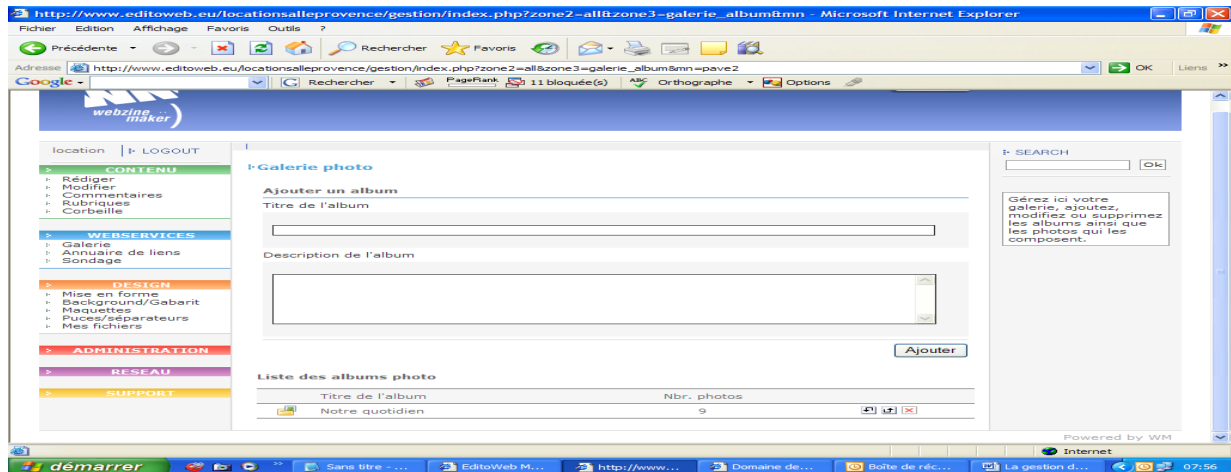 http://www.editoweb.eu/locationsalleprovence/gestion/index.php?zone2=all&zone3=galerie_album&mn - Microsoft Internet Explorer
Fichier Edition Affichage Favoris Outils ?
Précédente Rechercher Favoris
Adresse http://www.editoweb.eu/locationsalleprovence/gestion/index.php?zone2=all&zone3=galerie_album&mn=pave2 OK Liens »
Google Rechercher PageRank 11 bloquée(s) ABC Orthographe Options
webzine maker
location LOGOUT
CONTENU
Rédiger
Modifier
Commentaires
Rubriques
Corbeille
WEBSERVICES
Galerie
Annuaire de liens
Sondage
DESIGN
Mise en forme
Background/Gabarit
Maquettes
Puces/séparateurs
Mes fichiers
ADMINISTRATION
RESEAU
SUPPORT
Galerie photo
Ajouter un album
Titre de l'album
Description de l'album
Ajouter
Liste des albums photo
Titre de l'album Nbr. photos
Notre quotidien 9
SEARCH
Ok
Gérez ici votre
galerie, ajoutez,
modifiez ou supprimez
les albums ainsi que
les photos qui les
composent.
Powered by WM
Internet
démarrer » Sans titre - ... EditoWeb M... http://www.... Domaine de... Boîte de réc... La gestion d... 07:56